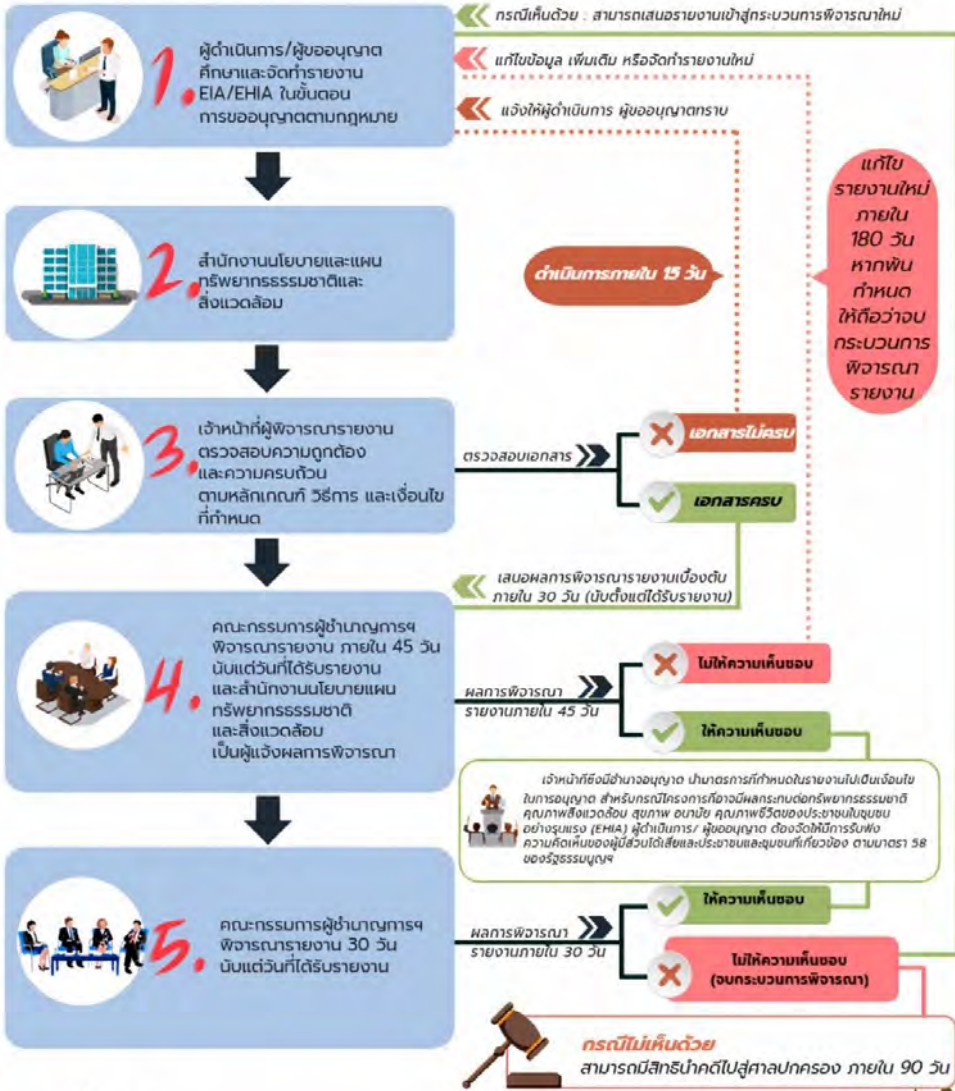 กรณีเห็นด้วย : สามารถเสนอรายงานเข้าสู่กระบวนการพิจารณาใหม่
แก้ไขข้อมูล เพิ่มเติม หรือจัดทำรายงานใหม่
แจ้งให้ผู้ดำเนินการ ผู้ขออนุญาตทราบ
1.
ผู้ดำเนินการ/ผู้ขออนุญาต
ศึกษาและจัดทำรายงาน
EIA/EHIA ในขั้นตอน
การขออนุญาตตามกฎหมาย
แก้ไข
รายงานใหม่
ภายใน
180 วัน
หากพ้น
กำหนด
ให้ถือว่าจบ
กระบวนการ
พิจารณา
รายงาน
2.
สำนักงานนโยบายและแผน
ทรัพยากรธรรมชาติและ
สิ่งแวดล้อม
ดำเนินการภายใน 15 วัน
3.
เจ้าหน้าที่ผู้พิจารณารายงาน
ตรวจสอบความถูกต้อง
และความครบถ้วน
ตามหลักเกณฑ์ วิธีการ และเงื่อนไข
ที่กำหนด
ตรวจสอบเอกสาร
เอกสารไม่ครบ
เอกสารครบ
เสนอผลการพิจารณารายงานเบื้องต้น
ภายใน 30 วัน (นับตั้งแต่ได้รับรายงาน)
4.
คณะกรรมการผู้ชำนาญการฯ
พิจารณารายงาน ภายใน 45 วัน
นับแต่วันที่ได้รับรายงาน
และสำนักงานนโยบายแผน
ทรัพยากรธรรมชาติ
และสิ่งแวดล้อม
เป็นผู้แจ้งผลการพิจารณา
ผลการพิจารณา
รายงานภายใน 45 วัน
ไม่ให้ความเห็นชอบ
ให้ความเห็นชอบ
เจ้าหน้าที่ซึ่งมีอำนาจอนุญาต นำมาตรการที่กำหนดในรายงานไปเป็นเงื่อนไข
ในการอนุญาต สำหรับกรณีโครงการที่อาจมีผลกระทบต่อทรัพยากรธรรมชาติ
คุณภาพสิ่งแวดล้อม สุขภาพ อนามัย คุณภาพชีวิตของประชาชนในชุมชน
อย่างรุนแรง (EHIA) ผู้ดำเนินการ/ ผู้ขออนุญาต ต้องจัดให้มีการรับฟัง
ความคิดเห็นของผู้มีส่วนได้เสียและประชาชนและชุมชนที่เกี่ยวข้อง ตามมาตรา 58
ของรัฐธรรมนูญฯ
5.
คณะกรรมการผู้ชำนาญการฯ
พิจารณารายงาน 30 วัน
นับแต่วันที่ได้รับรายงาน
ผลการพิจารณา
รายงานภายใน 30 วัน
ให้ความเห็นชอบ
ไม่ให้ความเห็นชอบ
(จบกระบวนการพิจารณา)
กรณีไม่เห็นด้วย
สามารถมีสิทธินำคดีไปสู่ศาลปกครอง ภายใน 90 วัน